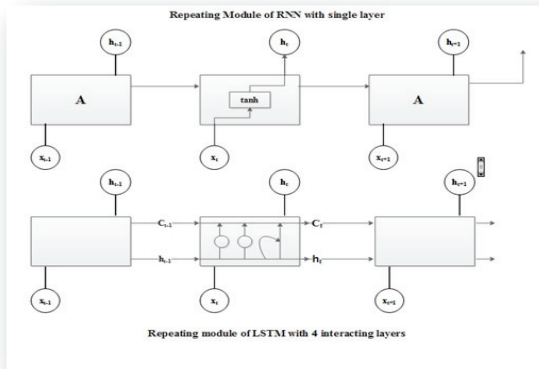 Repeating Module of RNN with single layer
hₜ₋₁ hₜ hₜ₌₁
A tanh A
xₜ₋₁ xₜ xₜ₌₁
hₜ₋₁ hₜ hₜ₌₁
Cₜ₋₁ Cₜ
hₜ₋₁ hₜ
xₜ₋₁ xₜ xₜ₌₁
Repeating module of LSTM with 4 interacting layers